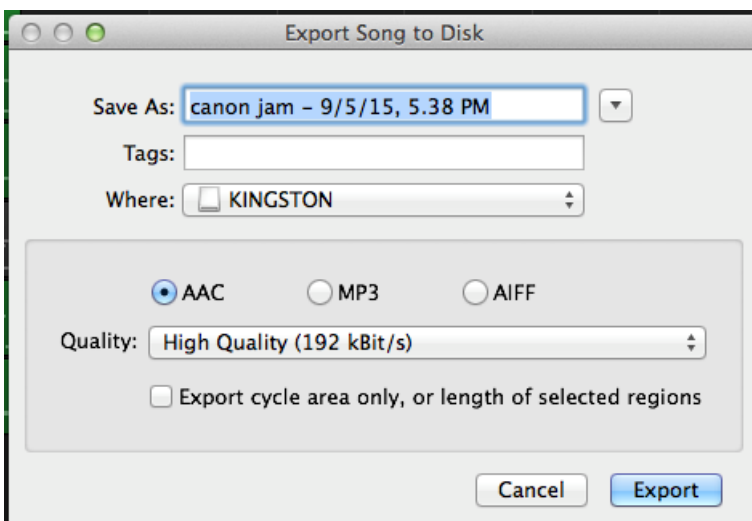 Export Song to Disk
Save As: canon jam – 9/5/15, 5.38 PM
Tags:
Where: KINGSTON
AAC MP3 AIFF
Quality: High Quality (192 kBit/s)
Export cycle area only, or length of selected regions
Cancel Export